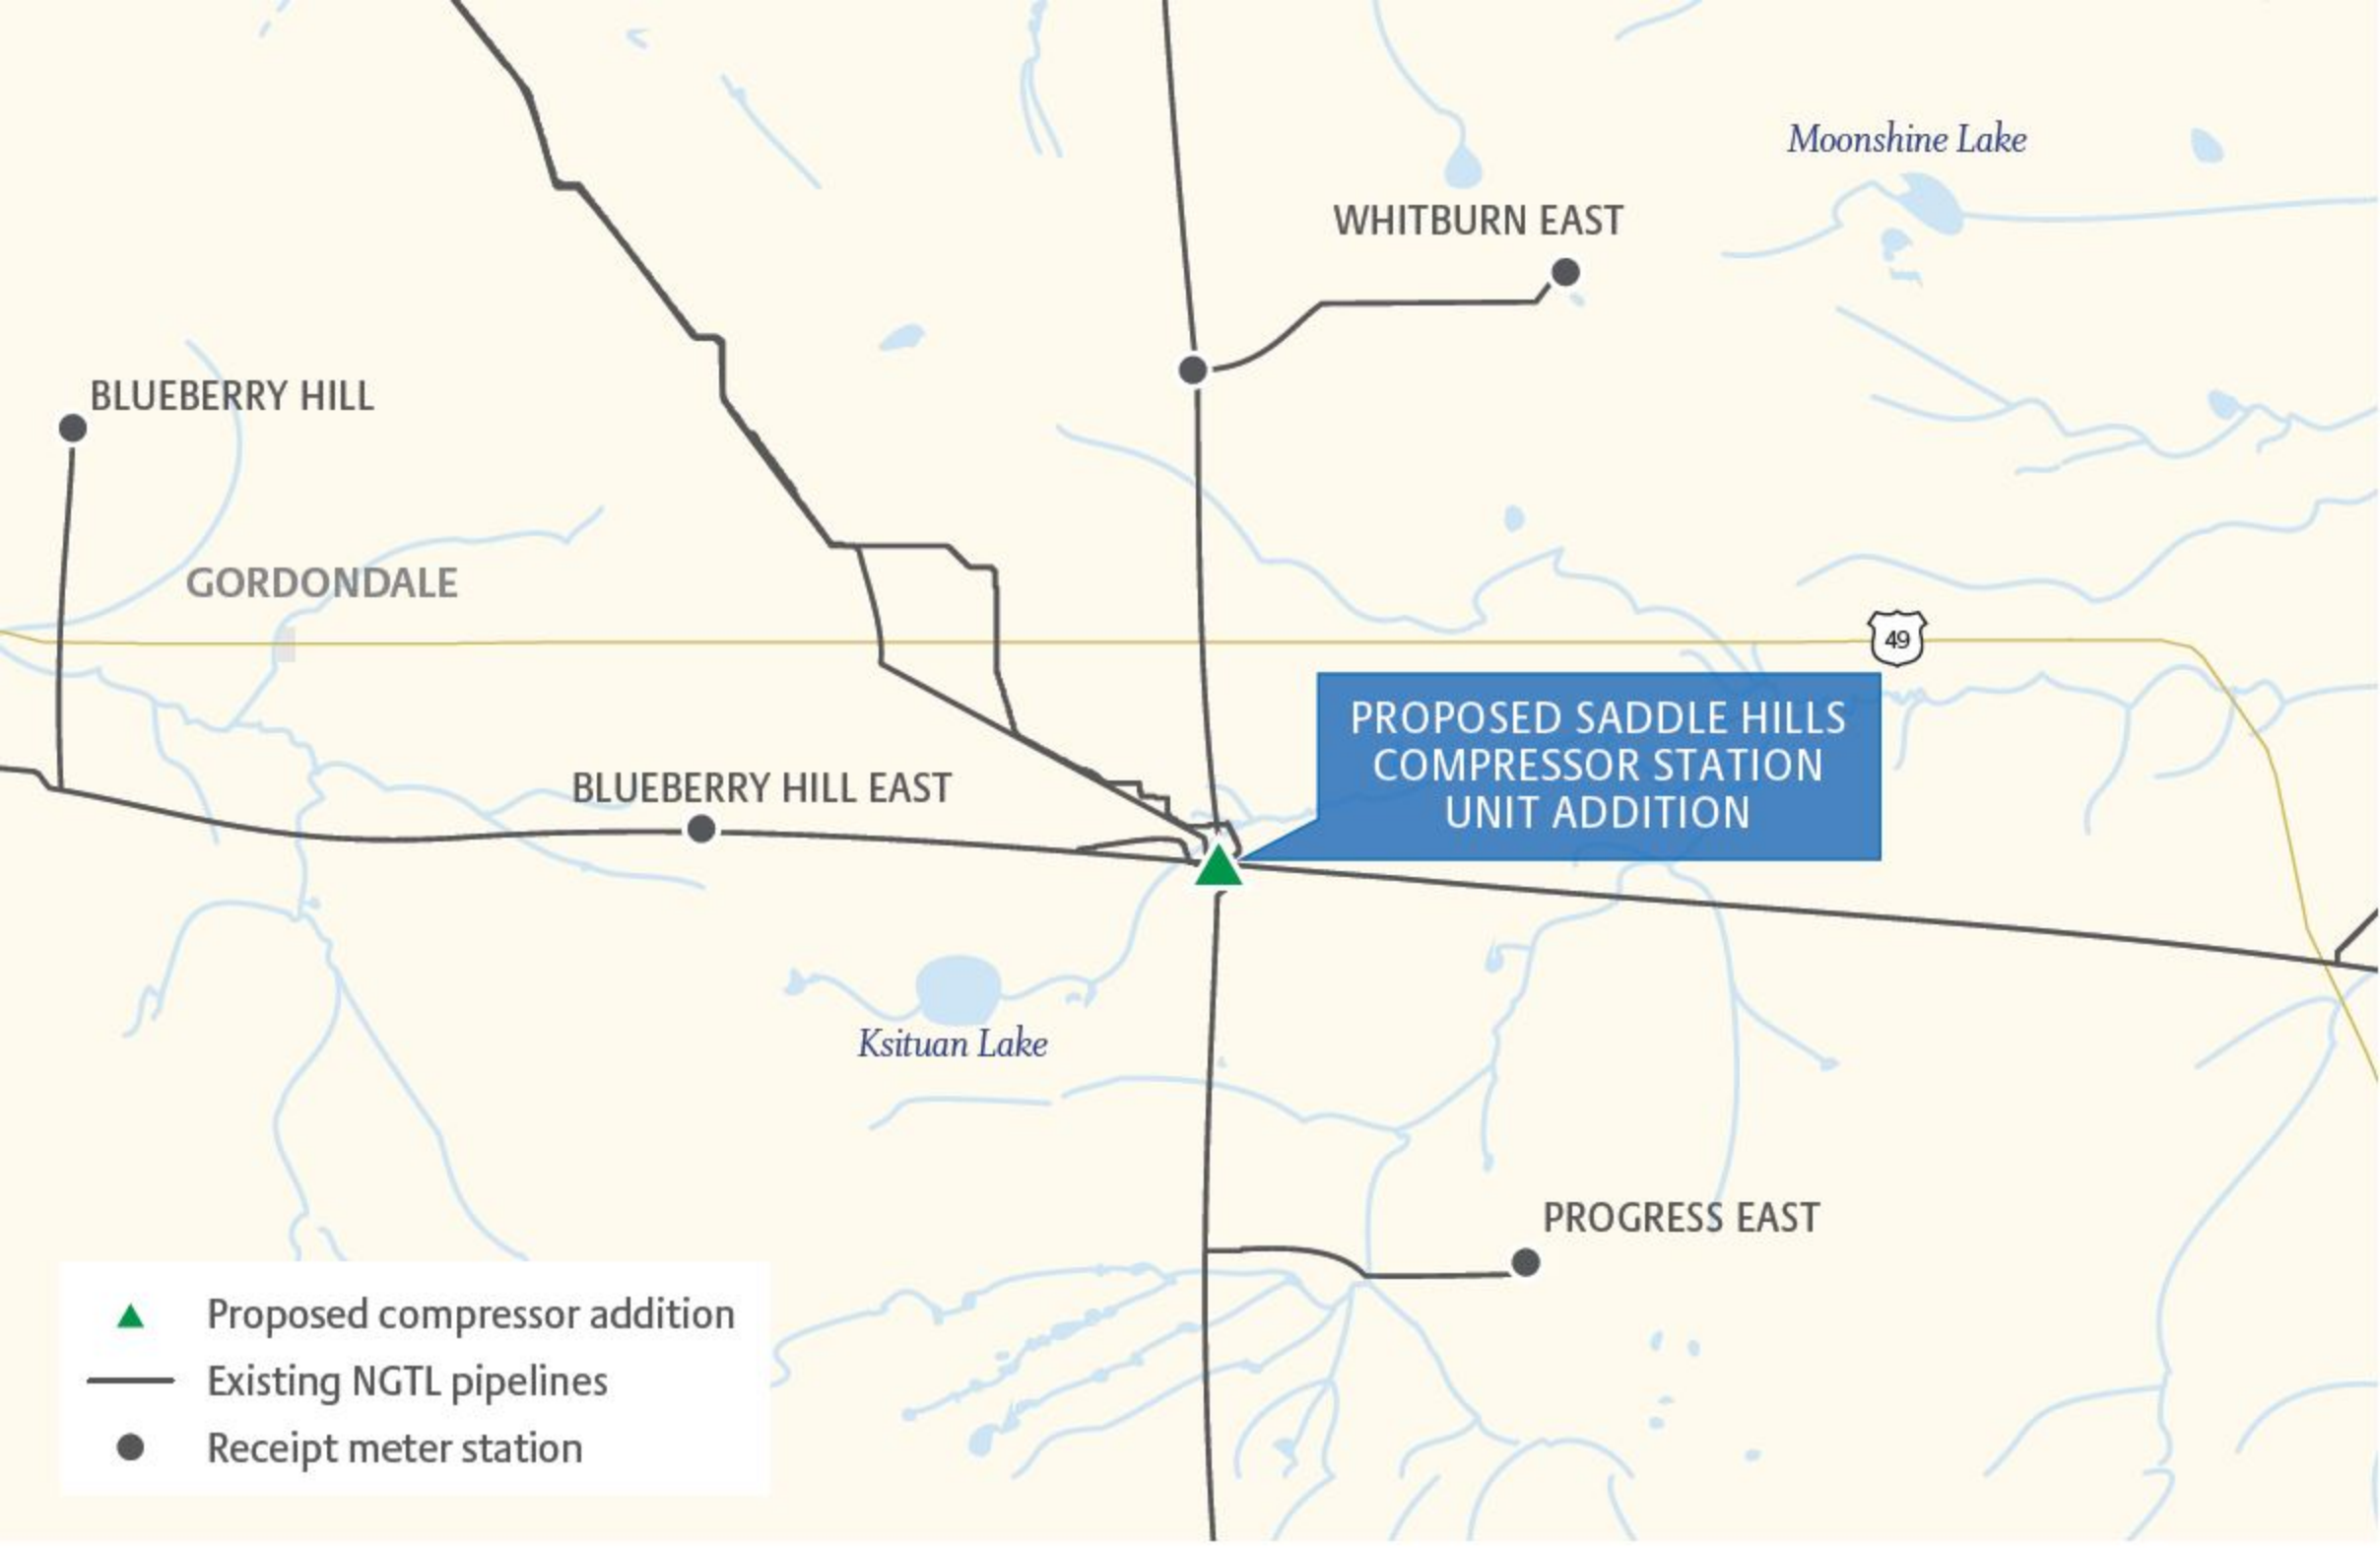 Moonshine Lake
WHITBURN EAST
BLUEBERRY HILL
GORDONDALE
49
PROPOSED SADDLE HILLS
COMPRESSOR STATION
UNIT ADDITION
BLUEBERRY HILL EAST
Ksituan Lake
PROGRESS EAST
Proposed compressor addition
Existing NGTL pipelines
Receipt meter station